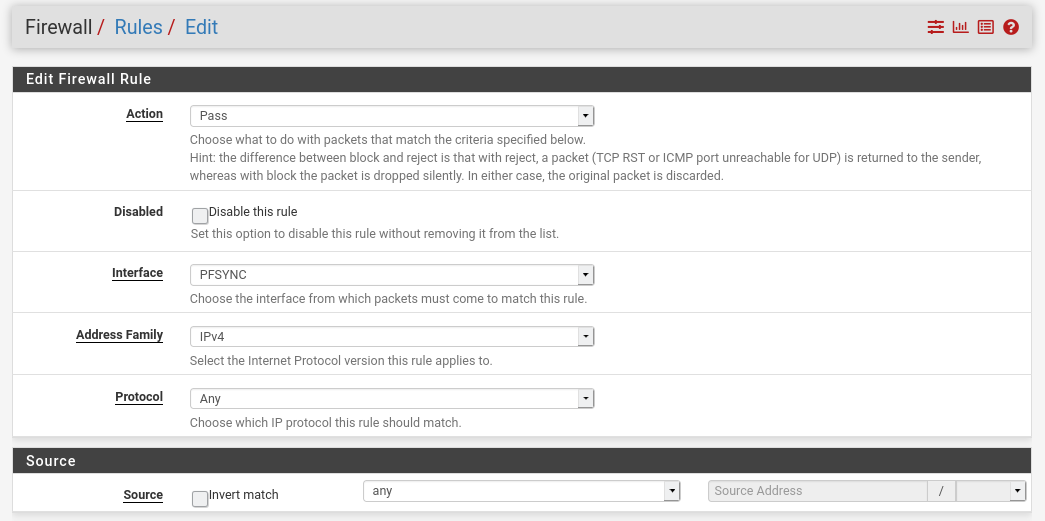 Firewall / Rules / Edit
Edit Firewall Rule
Action
Pass
Choose what to do with packets that match the criteria specified below.
Hint: the difference between block and reject is that with reject, a packet (TCP RST or ICMP port unreachable for UDP) is returned to the sender,
whereas with block the packet is dropped silently. In either case, the original packet is discarded.
Disabled
Disable this rule
Set this option to disable this rule without removing it from the list.
Interface
PFSYNC
Choose the interface from which packets must come to match this rule.
Address Family
IPv4
Select the Internet Protocol version this rule applies to.
Protocol
Any
Choose which IP protocol this rule should match.
Source
Source
Invert match
any
Source Address
/